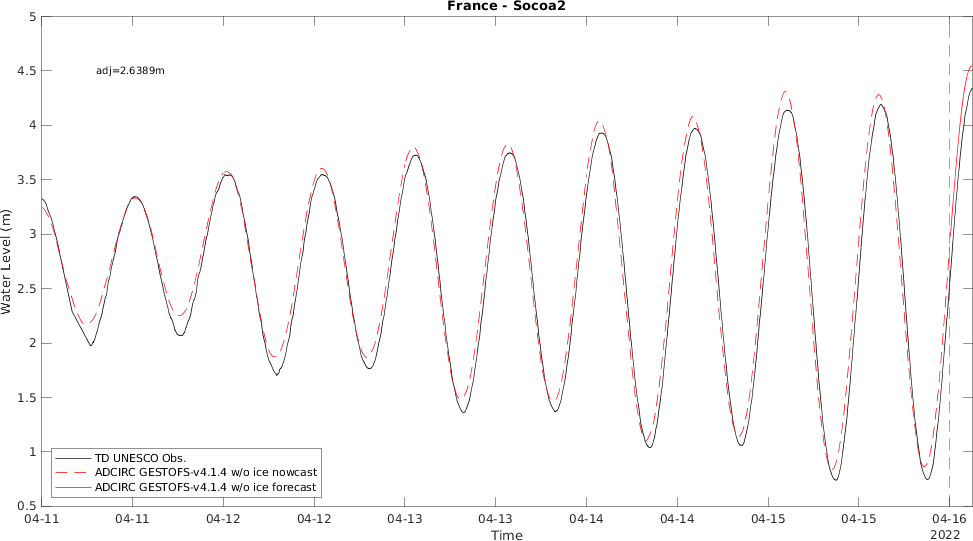 France - Socoa2
5
4.5
4
3.5
3
2.5
2
1.5
1
0.5
Water Level (m)
adj=2.6389m
TD UNESCO Obs.
ADCIRC GESTOFS-v4.1.4 w/o ice nowcast
ADCIRC GESTOFS-v4.1.4 w/o ice forecast
04-11 04-11 04-12 04-12 04-13 04-13 04-14 04-14 04-15 04-15 04-16
Time 2022